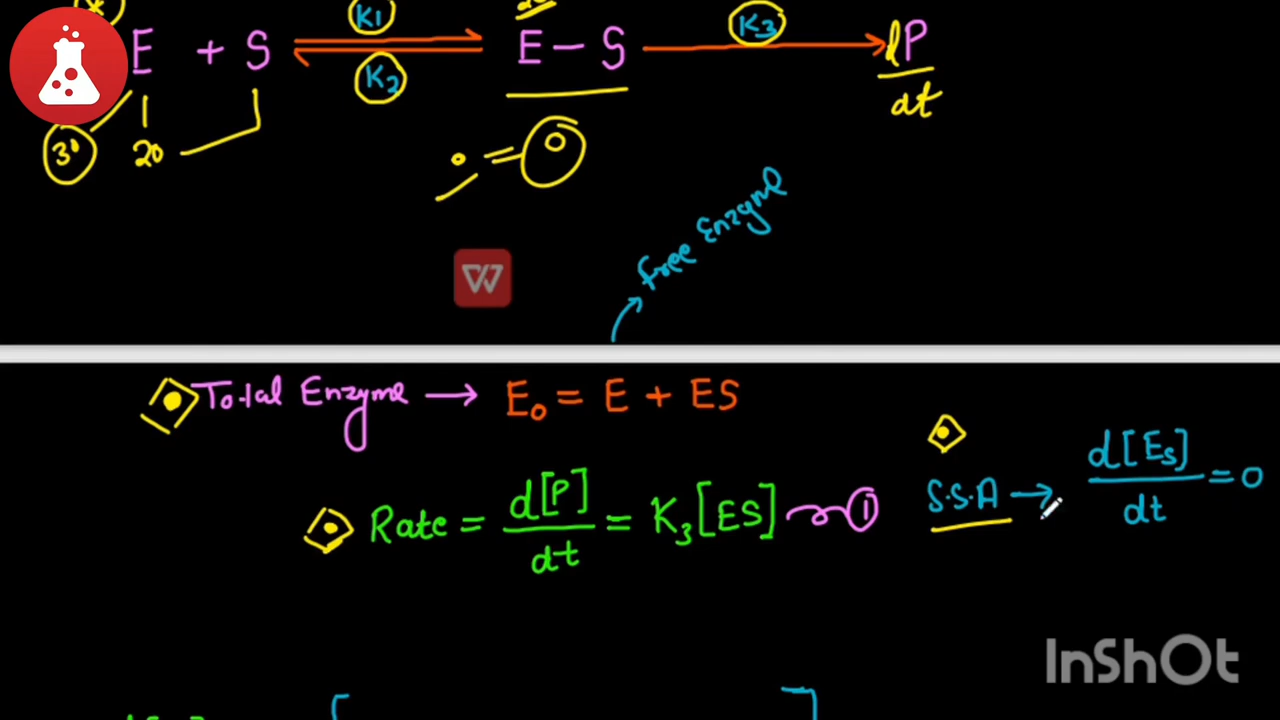 K1
E + S ⇌ E – S → dP
K2
K3
dt
30 20
Free Enzyme
Total Enzyme → E₀ = E + ES
Rate = d[P]/dt = K₃[ES] ①
S.S.A → d[Es]/dt = 0
InShOt